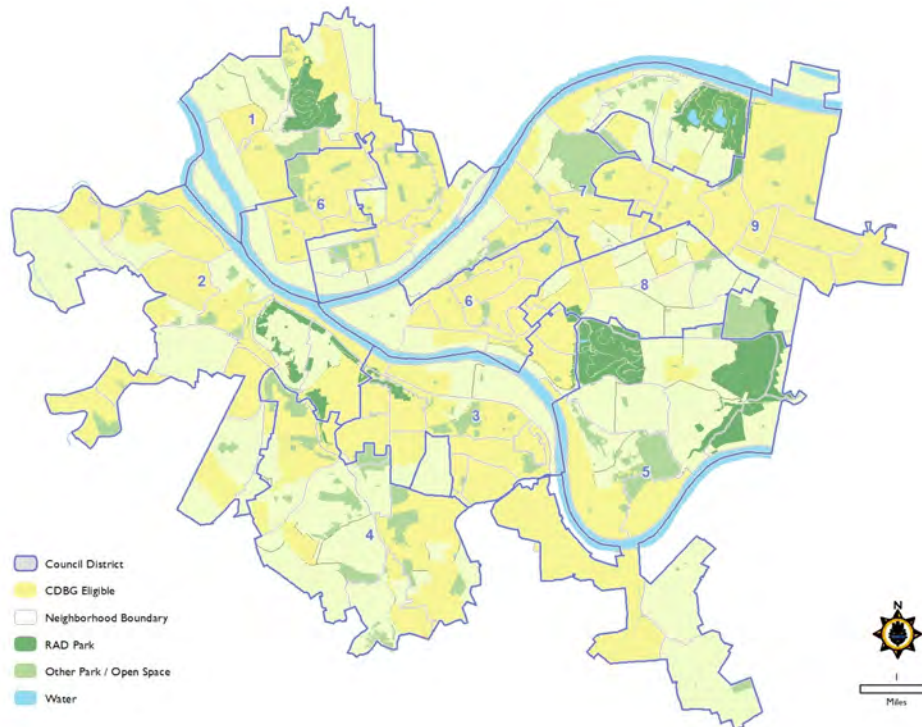 1
6
7
9
2
6
8
3
5
4
Council District
CDBG Eligible
Neighborhood Boundary
RAD Park
Other Park / Open Space
Water
N
1
Miles